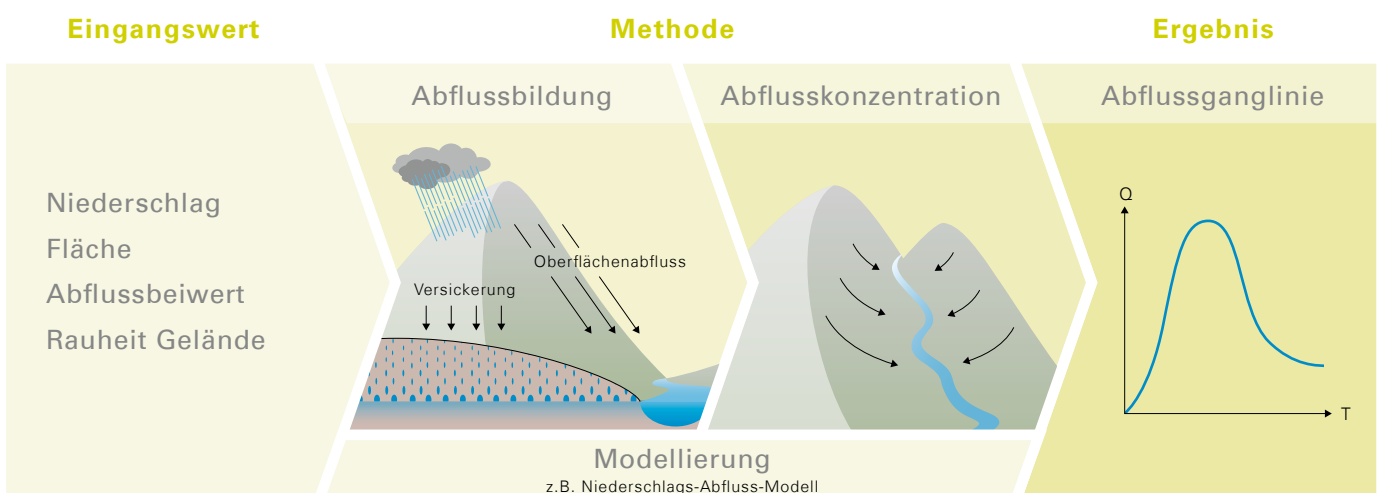 Eingangswert
Methode
Ergebnis
Abflussbildung
Abflusskonzentration
Abflussganglinie
Niederschlag
Fläche
Abflussbeiwert
Rauheit Gelände
Oberflächenabfluss
Versickerung
Q
T
Modellierung
z.B. Niederschlags-Abfluss-Modell